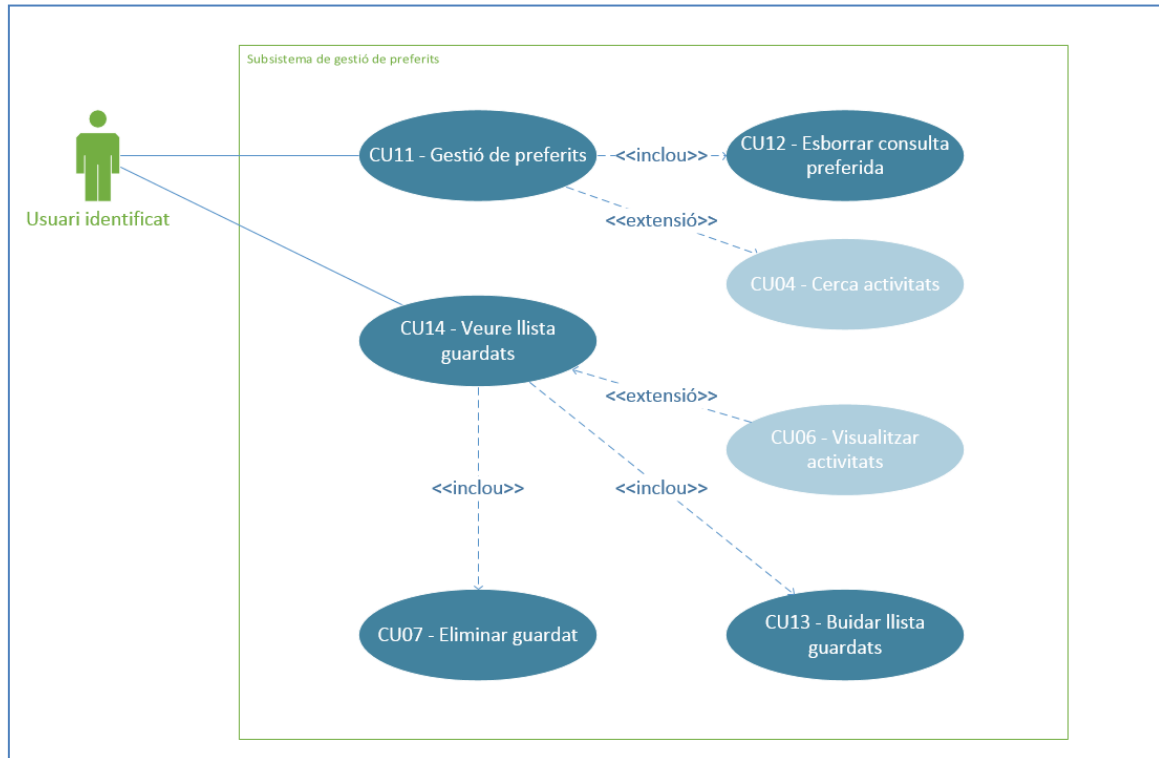 Subsistema de gestió de preferits
CU11 - Gestió de preferits
<<inclou>>
CU12 - Esborrar consulta
preferida
Usuari identificat
<<extensió>>
CU04 - Cerca activitats
CU14 - Veure llista
guardats
<<extensió>>
CU06 - Visualitzar
activitats
<<inclou>>
<<inclou>>
CU07 - Eliminar guardat
CU13 - Buidar llista
guardats